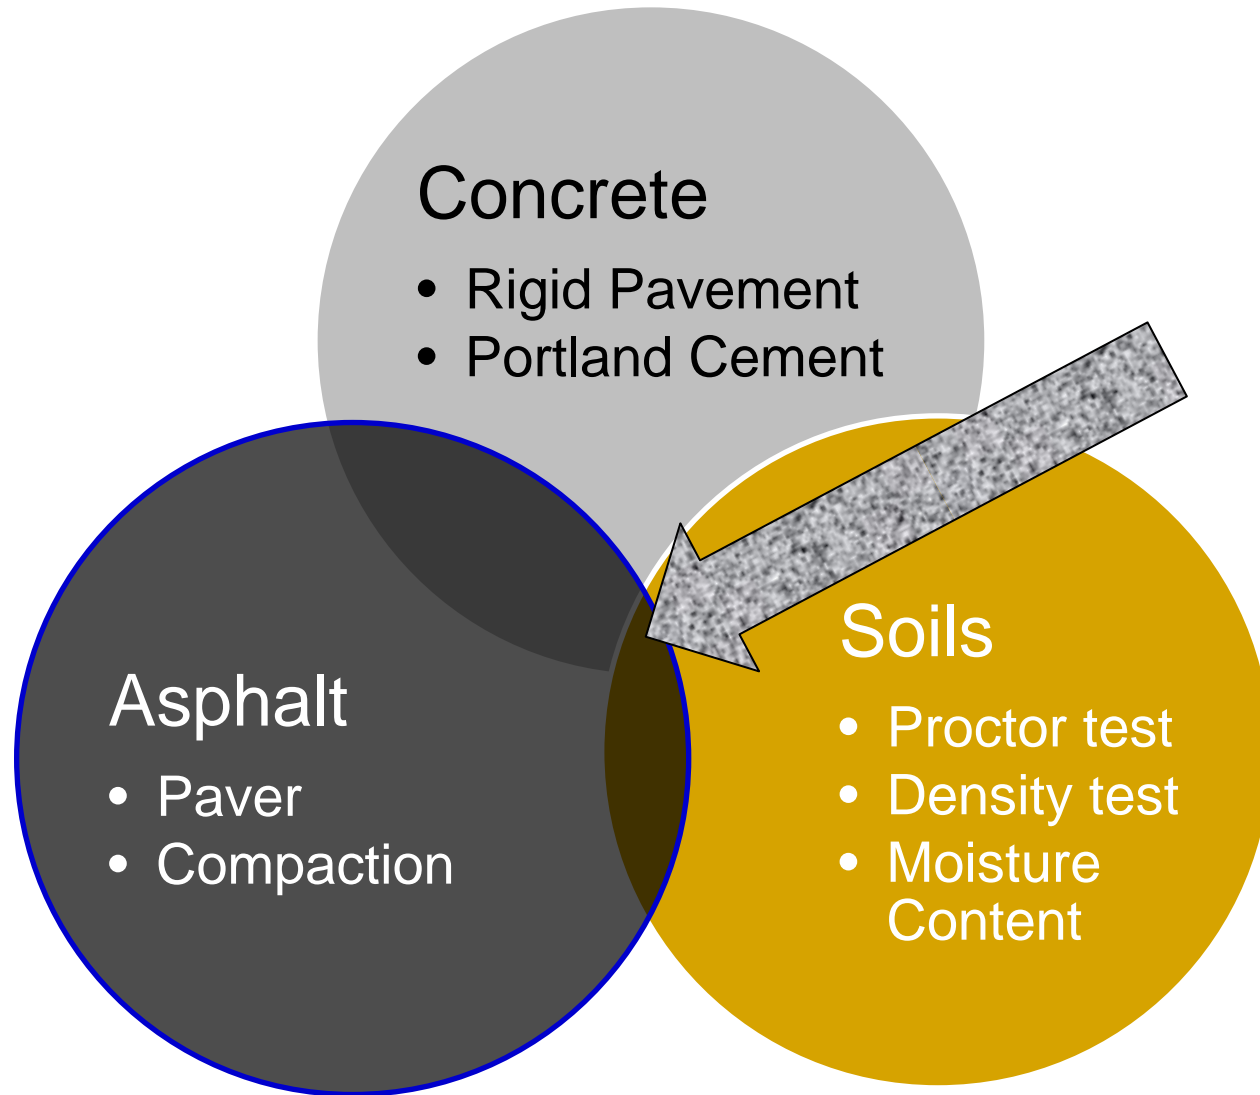 Concrete
• Rigid Pavement
• Portland Cement
Asphalt
• Paver
• Compaction
Soils
• Proctor test
• Density test
• Moisture
Content